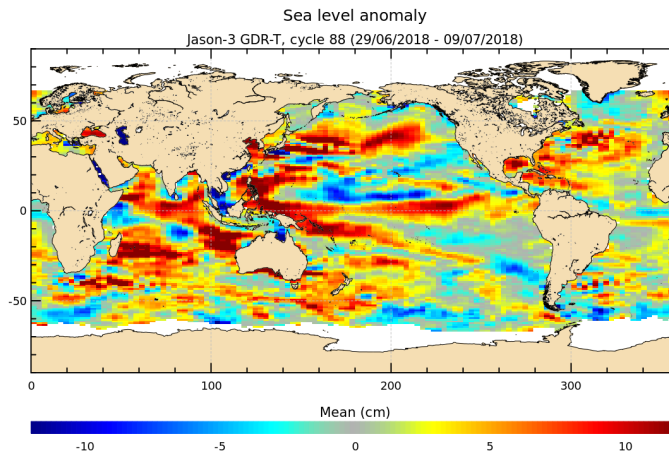 Sea level anomaly
Jason-3 GDR-T, cycle 88 (29/06/2018 - 09/07/2018)
50
0
-50
0 100 200 300
Mean (cm)
-10 -5 0 5 10